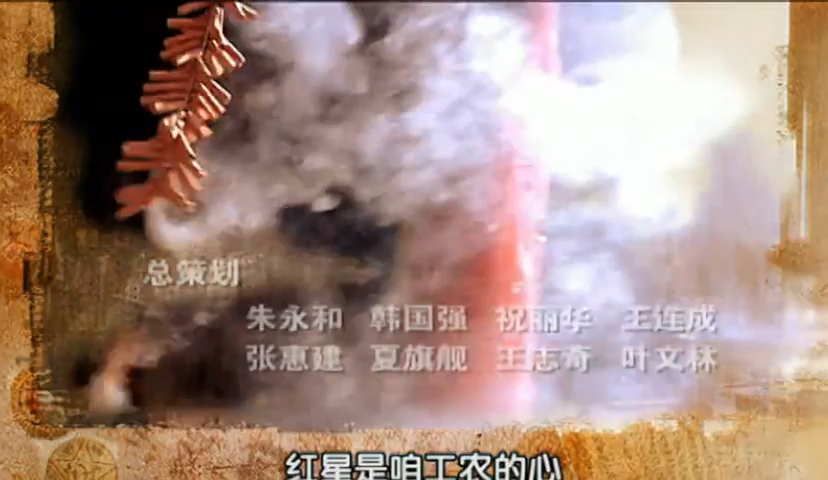 总策划
朱永和 韩国强 祝丽华 王连成
张惠建 夏旗舰 王志奇 叶文林
红星是咱工农的心